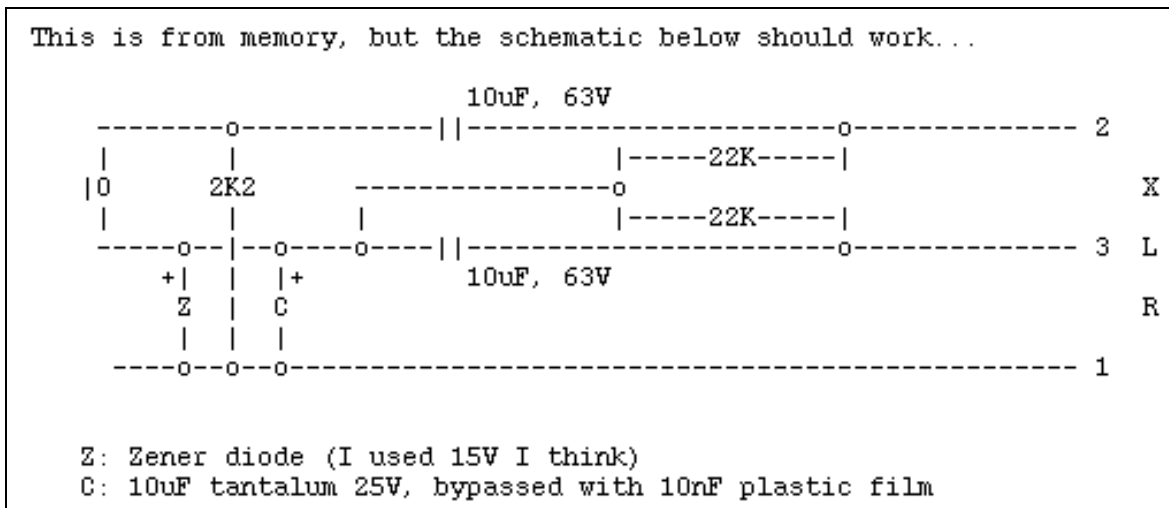 This is from memory, but the schematic below should work...
10uF, 63V
--------o------------||-----------------------o-------------- 2
|       |                       |-----22K-----|
|O      2K2      ----------------o                                X
|       |       |               |-----22K-----|
-----o--|--o----o----||-----------------------o-------------- 3  L
+|  |  |+            10uF, 63V
Z  |  C                                                     R
|  |  |
----o--o--o-------------------------------------------------- 1
Z: Zener diode (I used 15V I think)
C: 10uF tantalum 25V, bypassed with 10nF plastic film